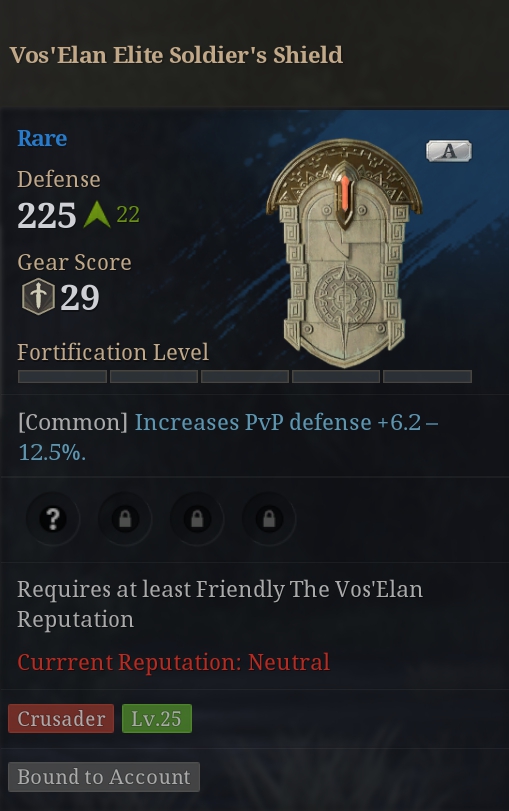 Vos'Elan Elite Soldier's Shield
Rare
A
Defense
225 22
Gear Score
29
Fortification Level
[Common] Increases PvP defense +6.2 –
12.5%.
?
Requires at least Friendly The Vos'Elan
Reputation
Currrent Reputation: Neutral
Crusader Lv.25
Bound to Account